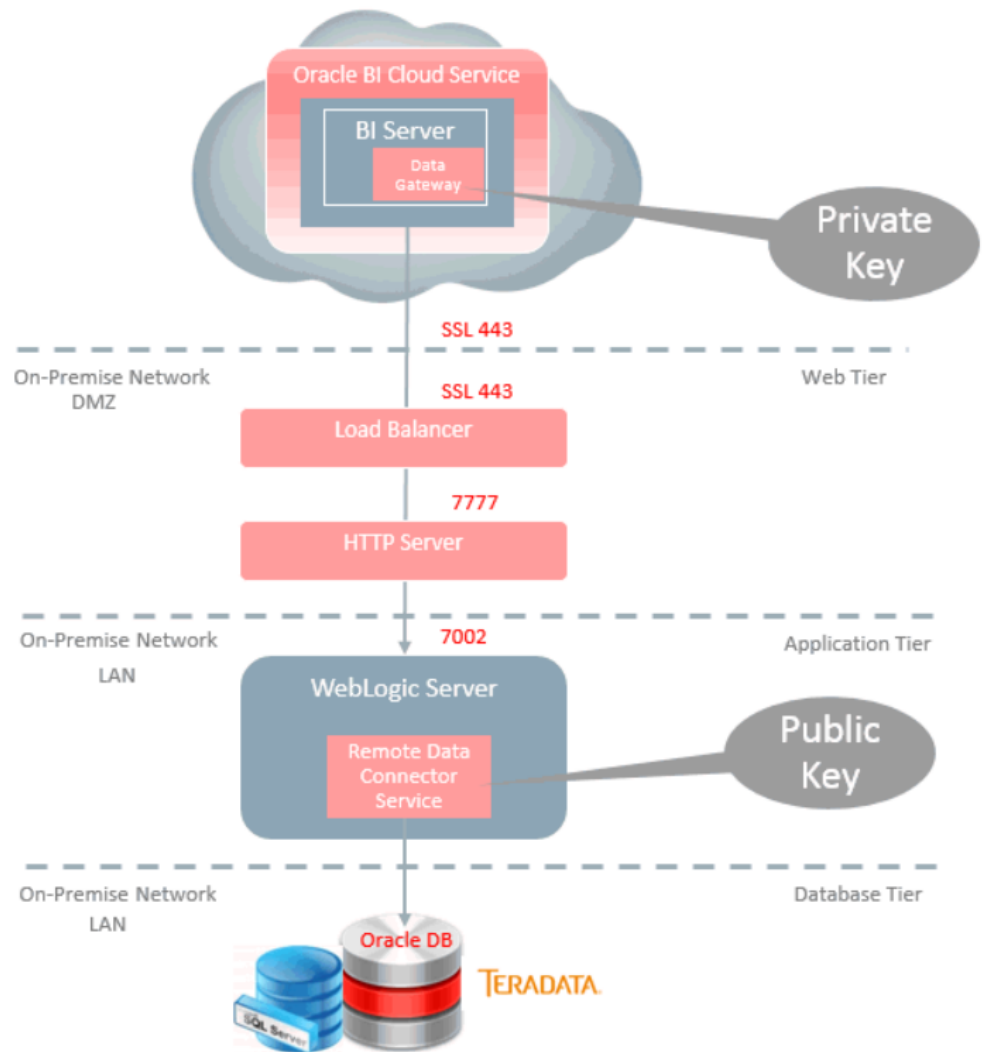 Oracle BI Cloud Service
BI Server
Data
Gateway
Private
Key
SSL 443
On-Premise Network
DMZ
Web Tier
SSL 443
Load Balancer
7777
HTTP Server
On-Premise Network
LAN
7002
Application Tier
WebLogic Server
Remote Data
Connector
Service
Public
Key
On-Premise Network
LAN
Database Tier
Oracle DB
SQL Server
TERADATA